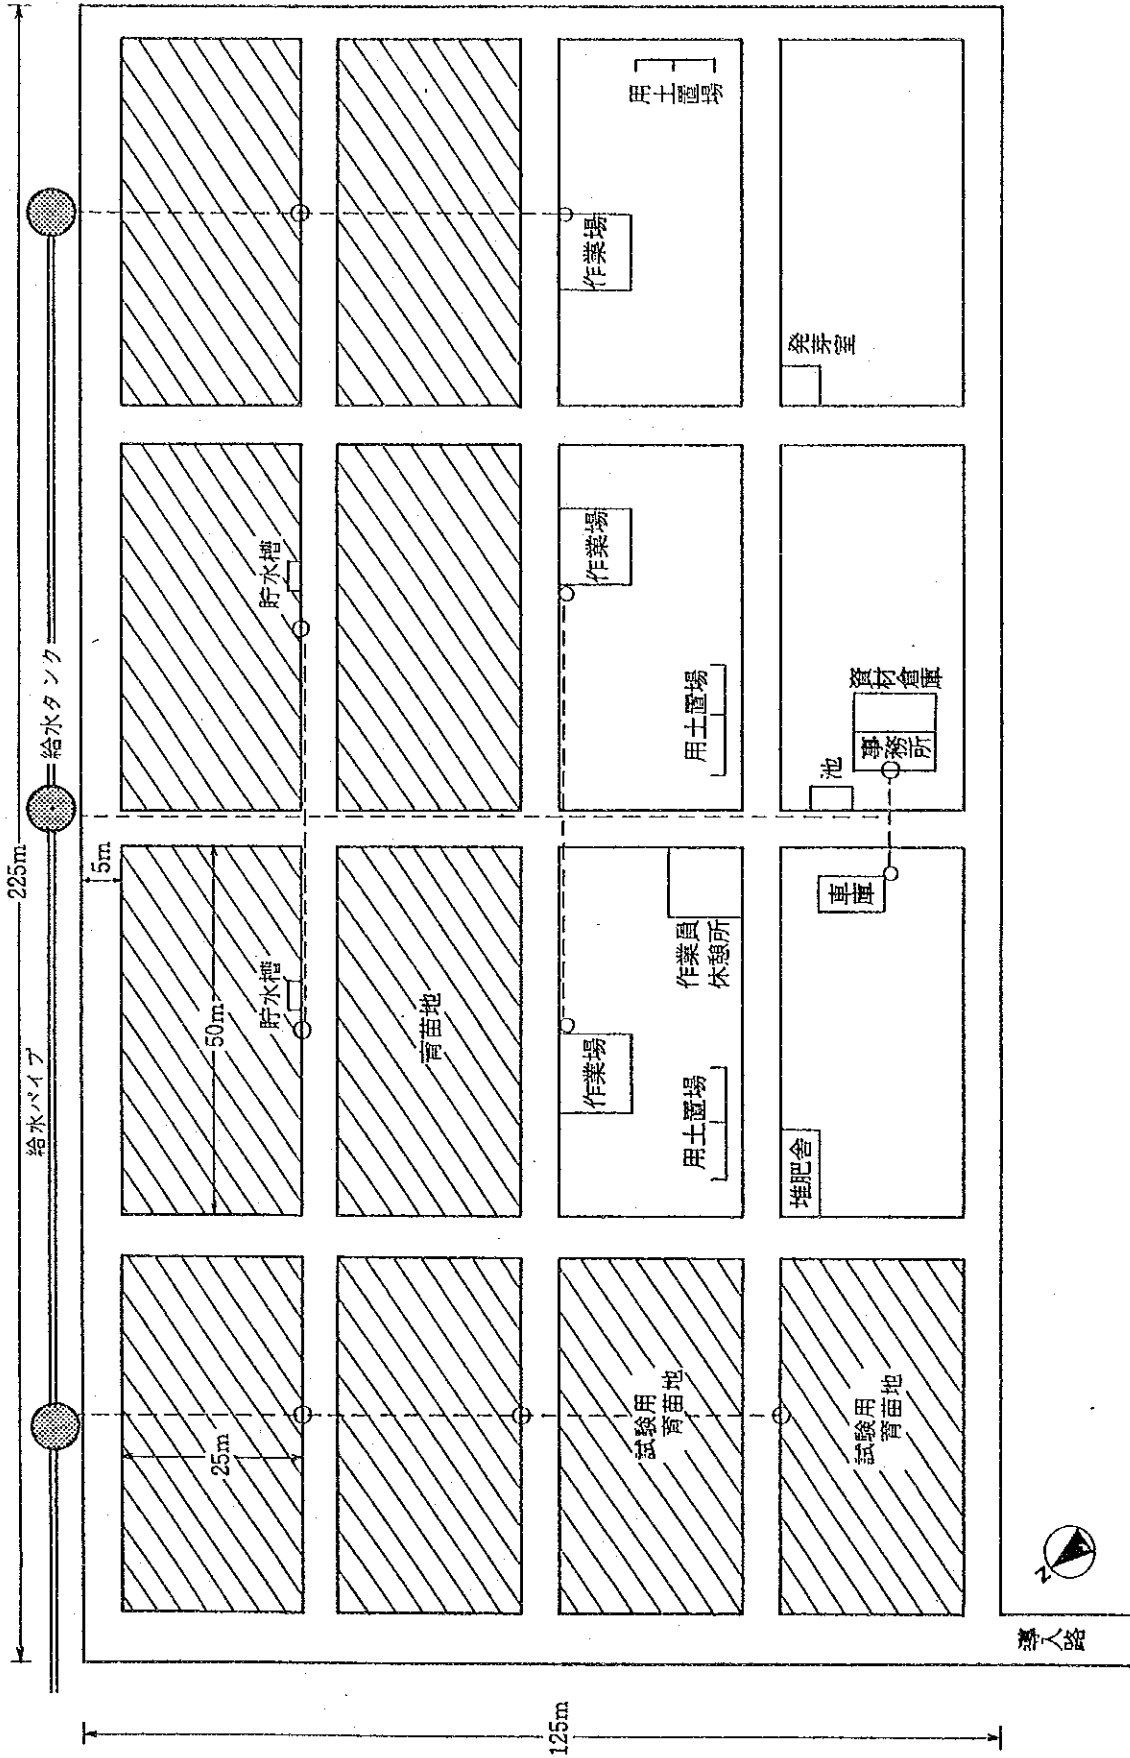 225m
給水パイプ
給水タンク
5m
50m
25m
125m
貯水槽
貯水槽
育苗地
作業場
作業場
作業場
用土置場
用土置場
用土置場
作業員
休憩所
試験用
育苗地
試験用
育苗地
堆肥舎
車庫
池
事務所
資材倉庫
発芽室
導入路
N